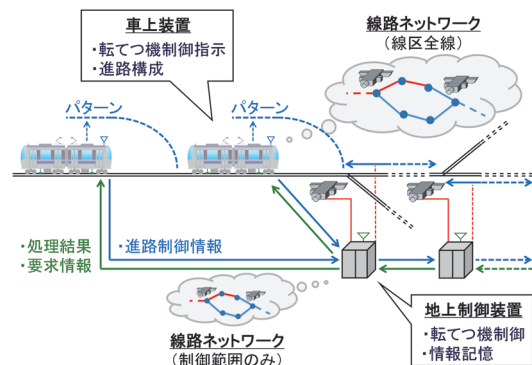 車上装置
・転てつ機制御指示
・進路構成
線路ネットワーク
(線区全線)
パターン
パターン
・処理結果
・要求情報
・進路制御情報
線路ネットワーク
(制御範囲のみ)
地上制御装置
・転てつ機制御
・情報記憶